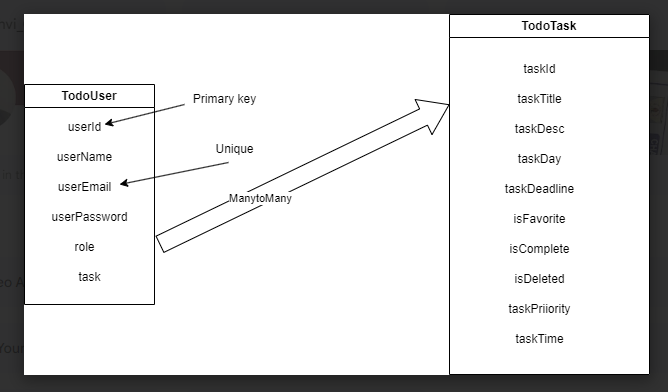 TodoTask
taskId
taskTitle
taskDesc
taskDay
taskDeadline
isFavorite
isComplete
isDeleted
taskPriiority
taskTime
TodoUser
userId
userName
userEmail
userPassword
role
task
Primary key
Unique
ManytoMany